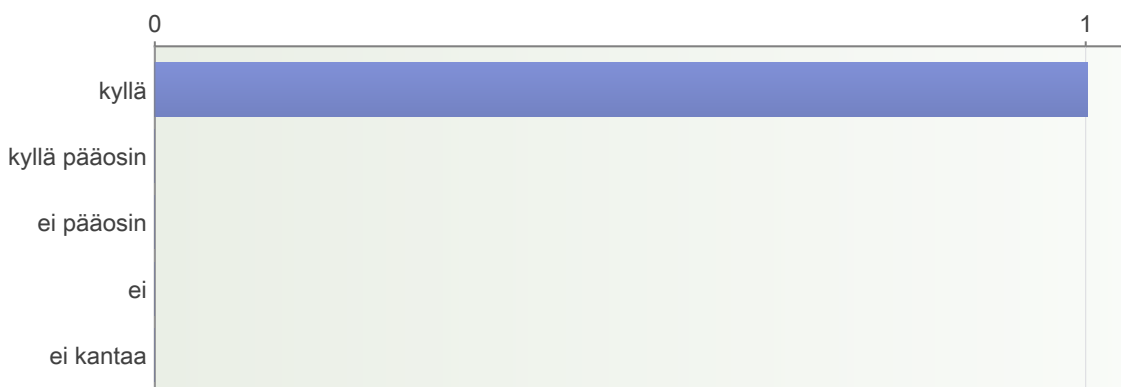 0 1
kyllä
kyllä pääosin
ei pääosin
ei
ei kantaa